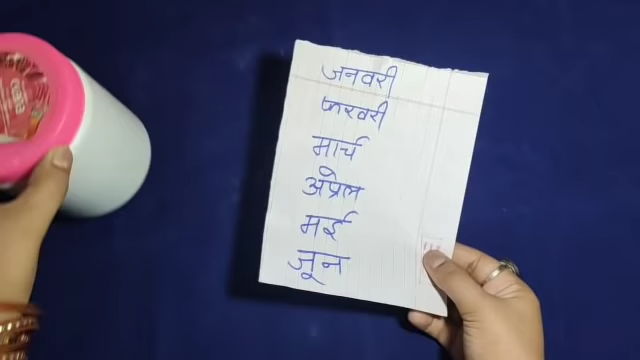 जनवरी
फरवरी
मार्च
अप्रैल
मई
जून